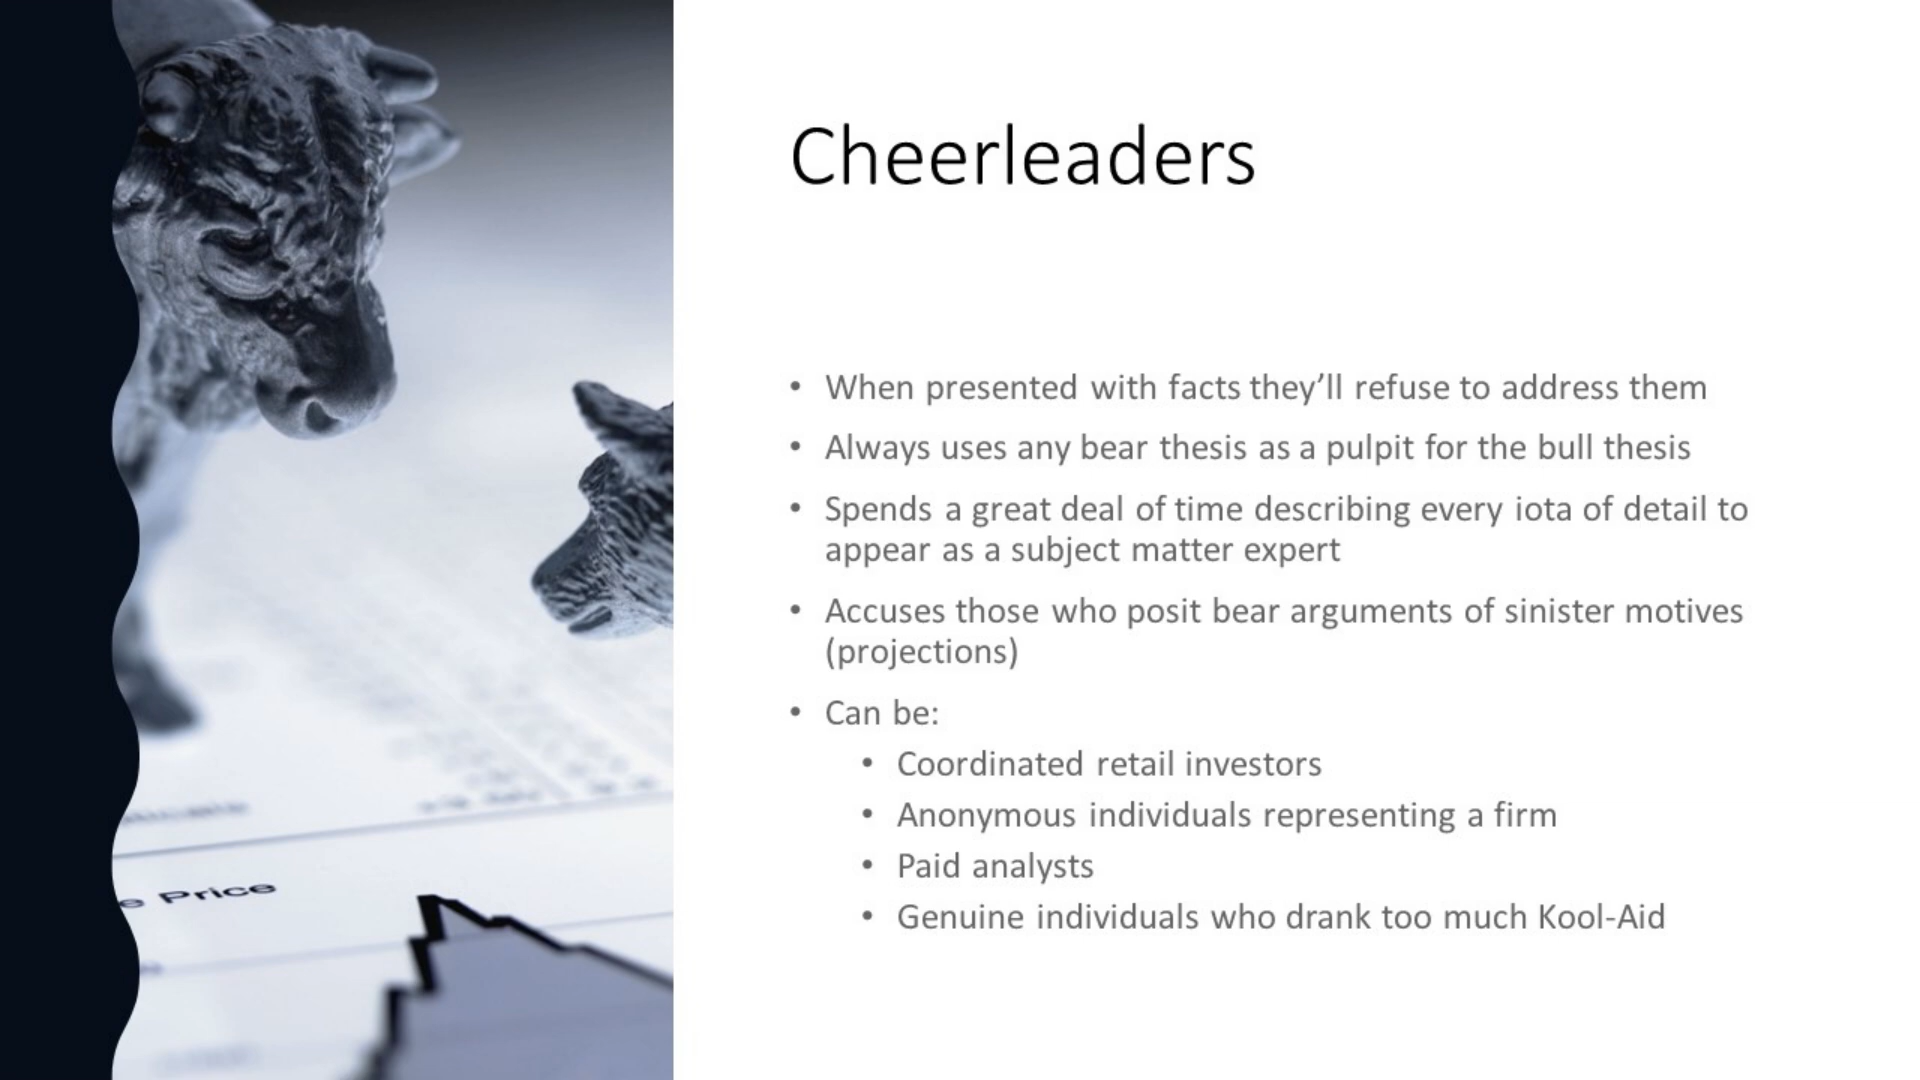 Cheerleaders
• When presented with facts they’ll refuse to address them
• Always uses any bear thesis as a pulpit for the bull thesis
• Spends a great deal of time describing every iota of detail to
appear as a subject matter expert
• Accuses those who posit bear arguments of sinister motives
(projections)
• Can be:
• Coordinated retail investors
• Anonymous individuals representing a firm
• Paid analysts
• Genuine individuals who drank too much Kool-Aid
e Price